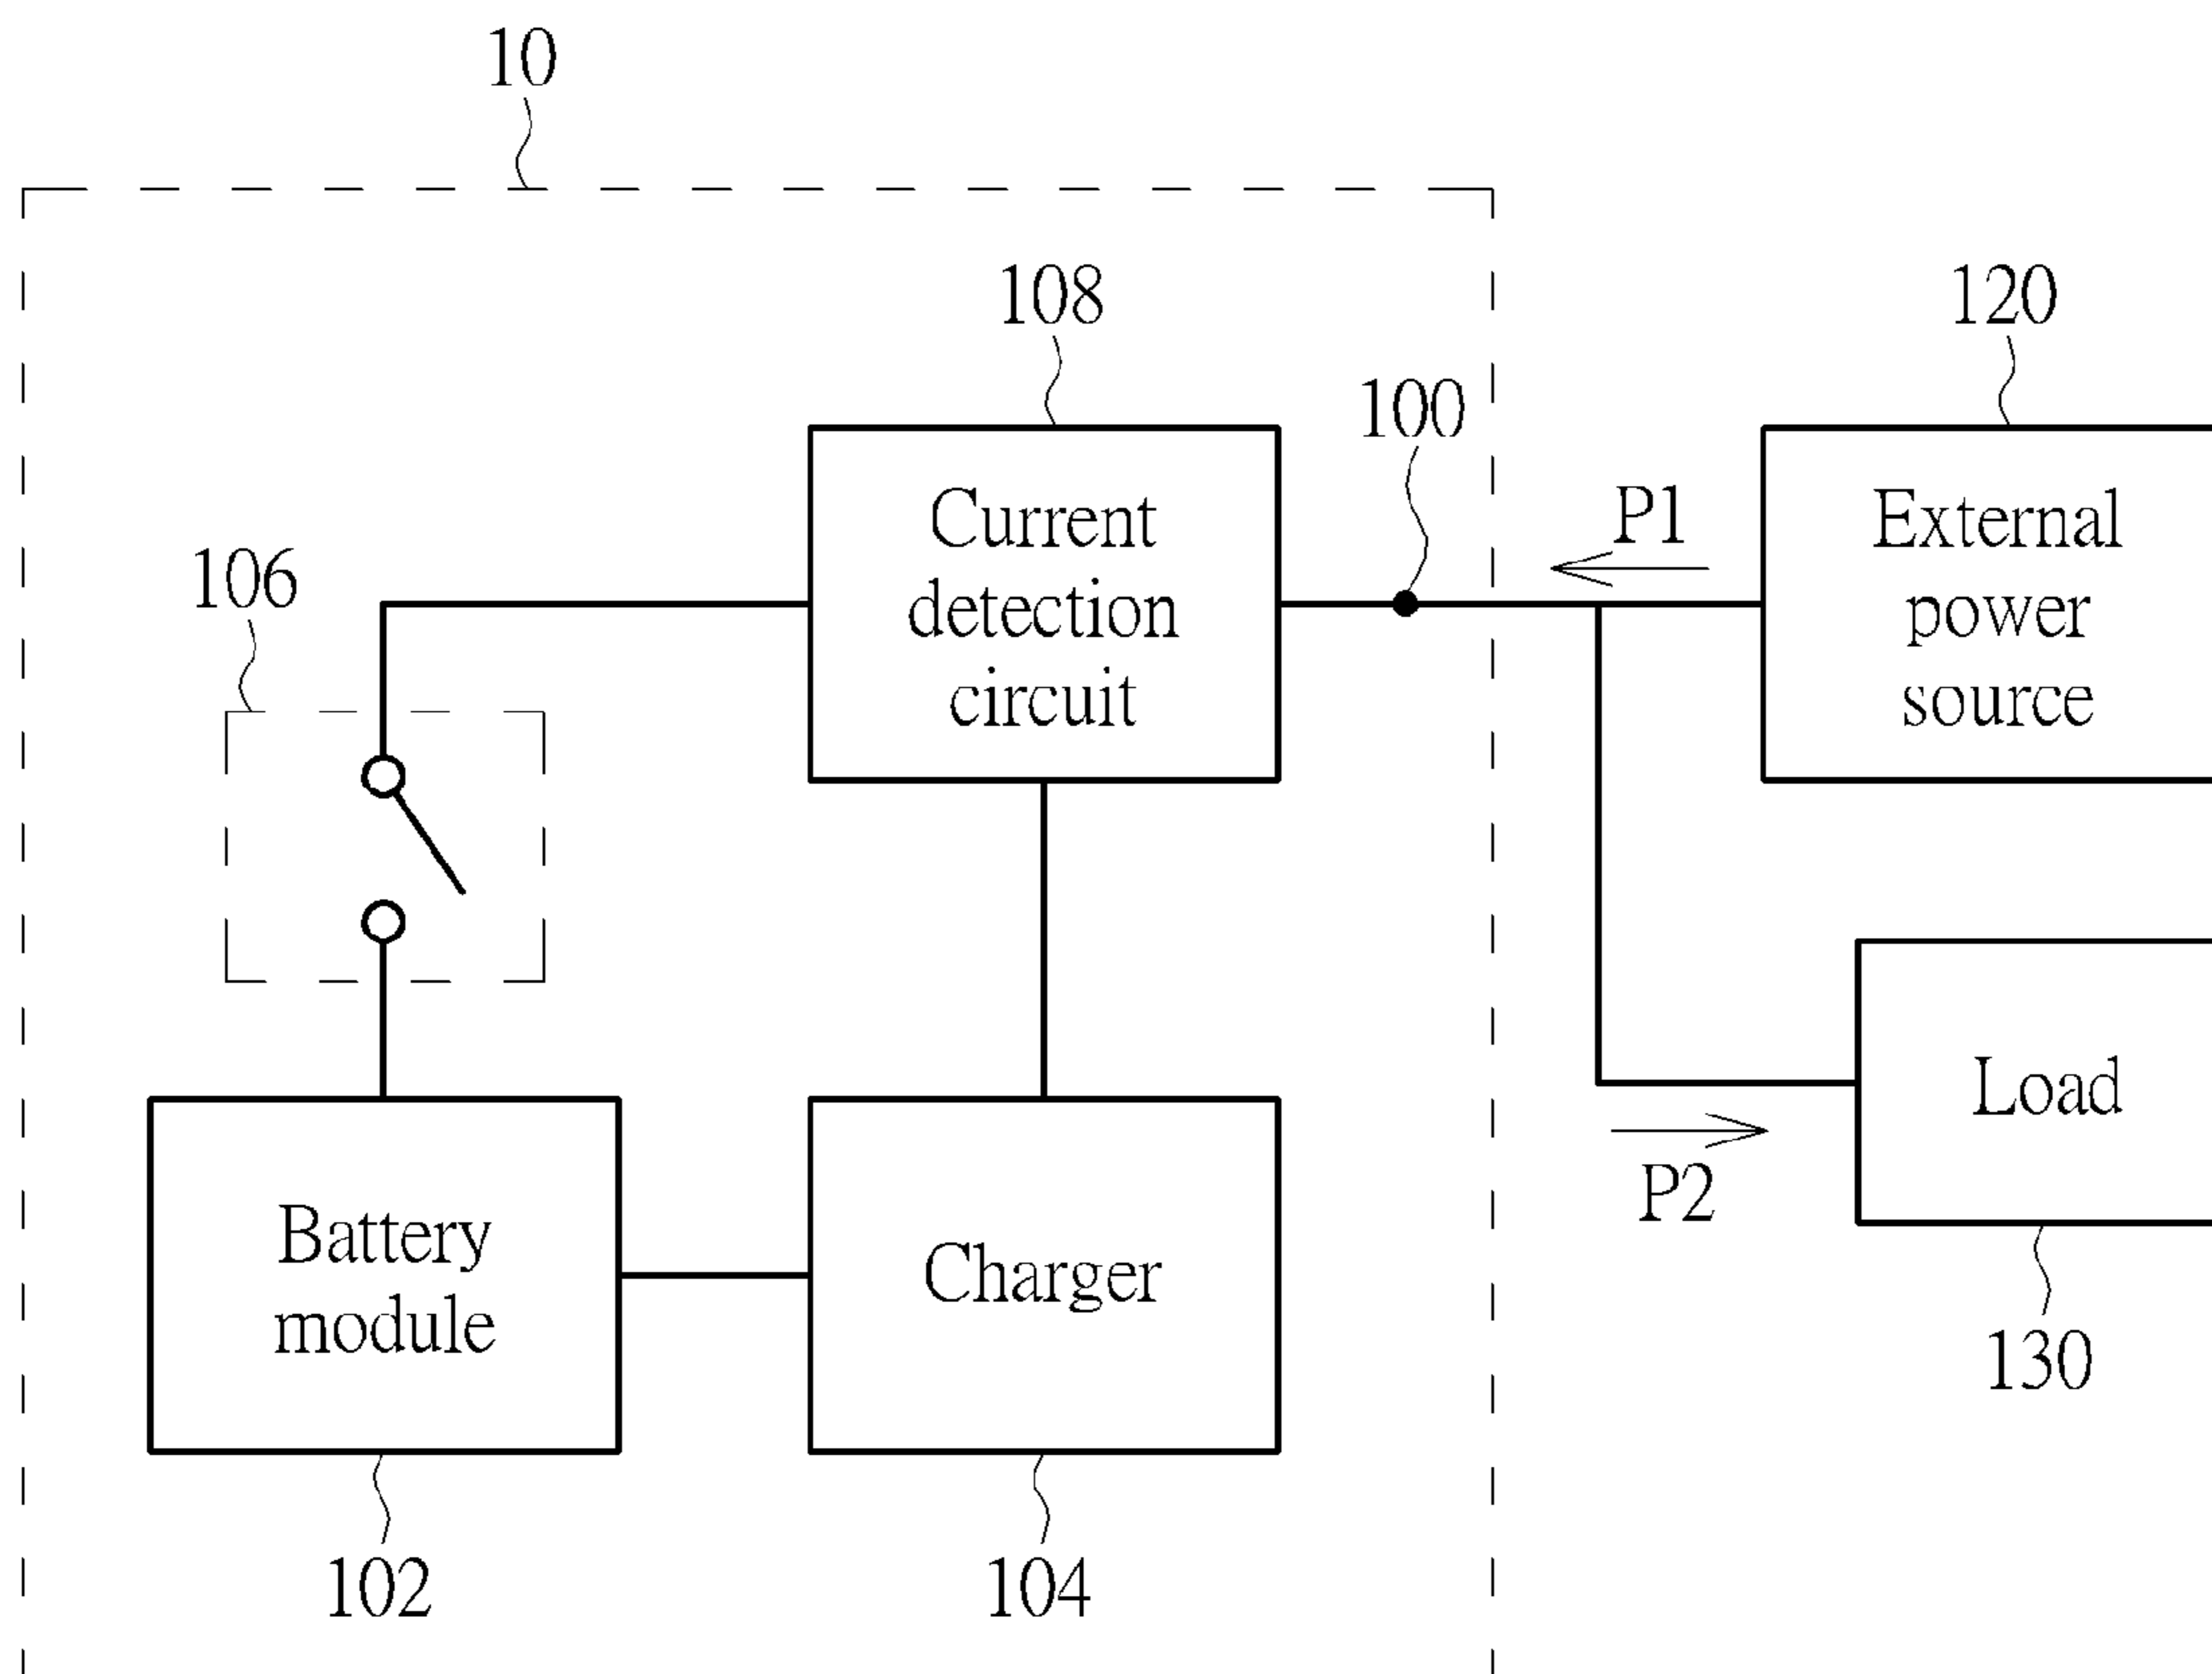 10
108
120
100
Current
detection
circuit
P1
External
power
source
106
Load
P2
Battery
module
Charger
130
102
104